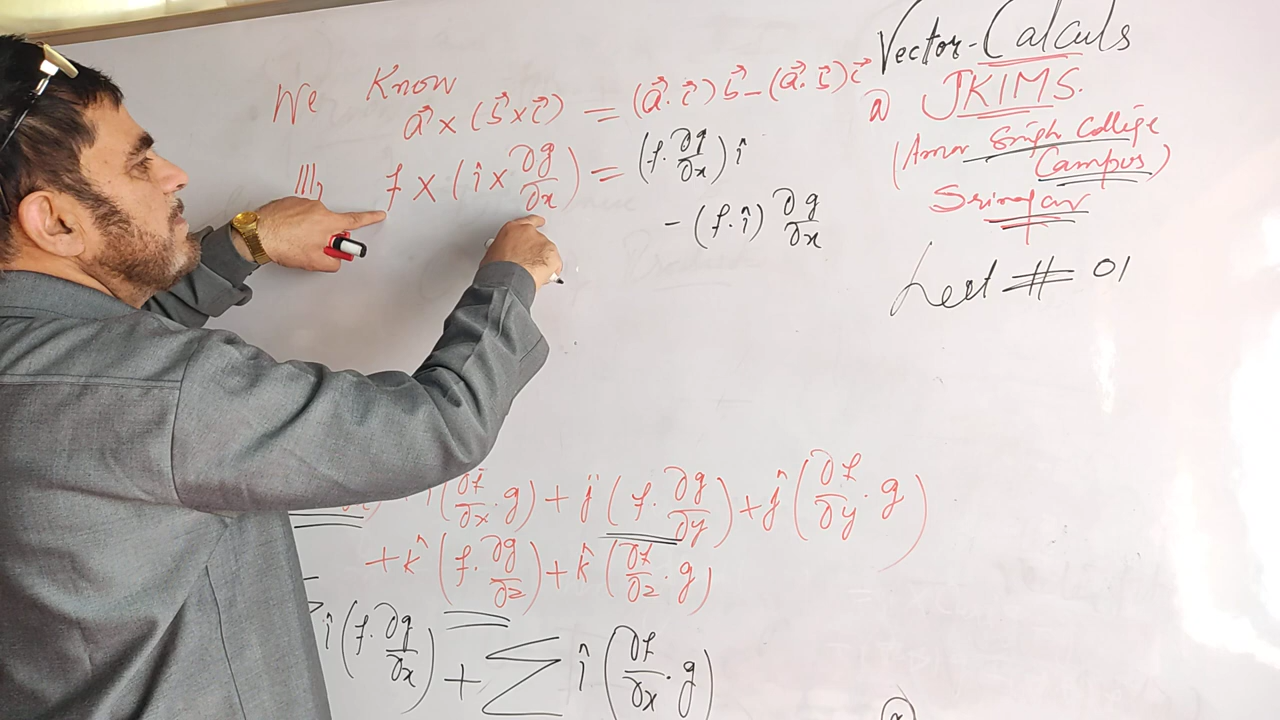 Vector-Calculs
@ JKIMS.
(Amar Singh College
Campus)
Srinagar
Lect # 01
We Know
a⃗ × (b⃗ × c⃗) = (a⃗. c⃗) b⃗ – (a⃗. b⃗) c⃗
|||ly f × (î × ∂g/∂x) = (f. ∂g/∂x) î
– (f. î) ∂g/∂x
(∂f/∂x . g) + ĵ (f. ∂g/∂y) + ĵ (∂f/∂y . g)
+ k̂ (f. ∂g/∂z) + k̂ (∂f/∂z . g)
î (f. ∂g/∂x) + ∑ î (∂f/∂x . g)